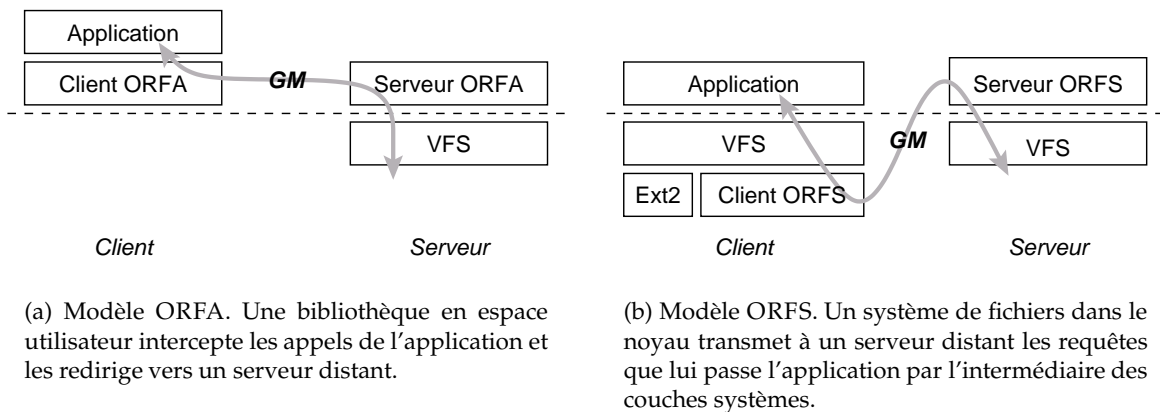 Application
Client ORFA
GM
Serveur ORFA
VFS
Client
Serveur
(a) Modèle ORFA. Une bibliothèque en espace
utilisateur intercepte les appels de l'application et
les redirige vers un serveur distant.
Application
Serveur ORFS
VFS
GM
VFS
Ext2
Client ORFS
Client
Serveur
(b) Modèle ORFS. Un système de fichiers dans le
noyau transmet à un serveur distant les requêtes
que lui passe l'application par l'intermédiaire des
couches systèmes.